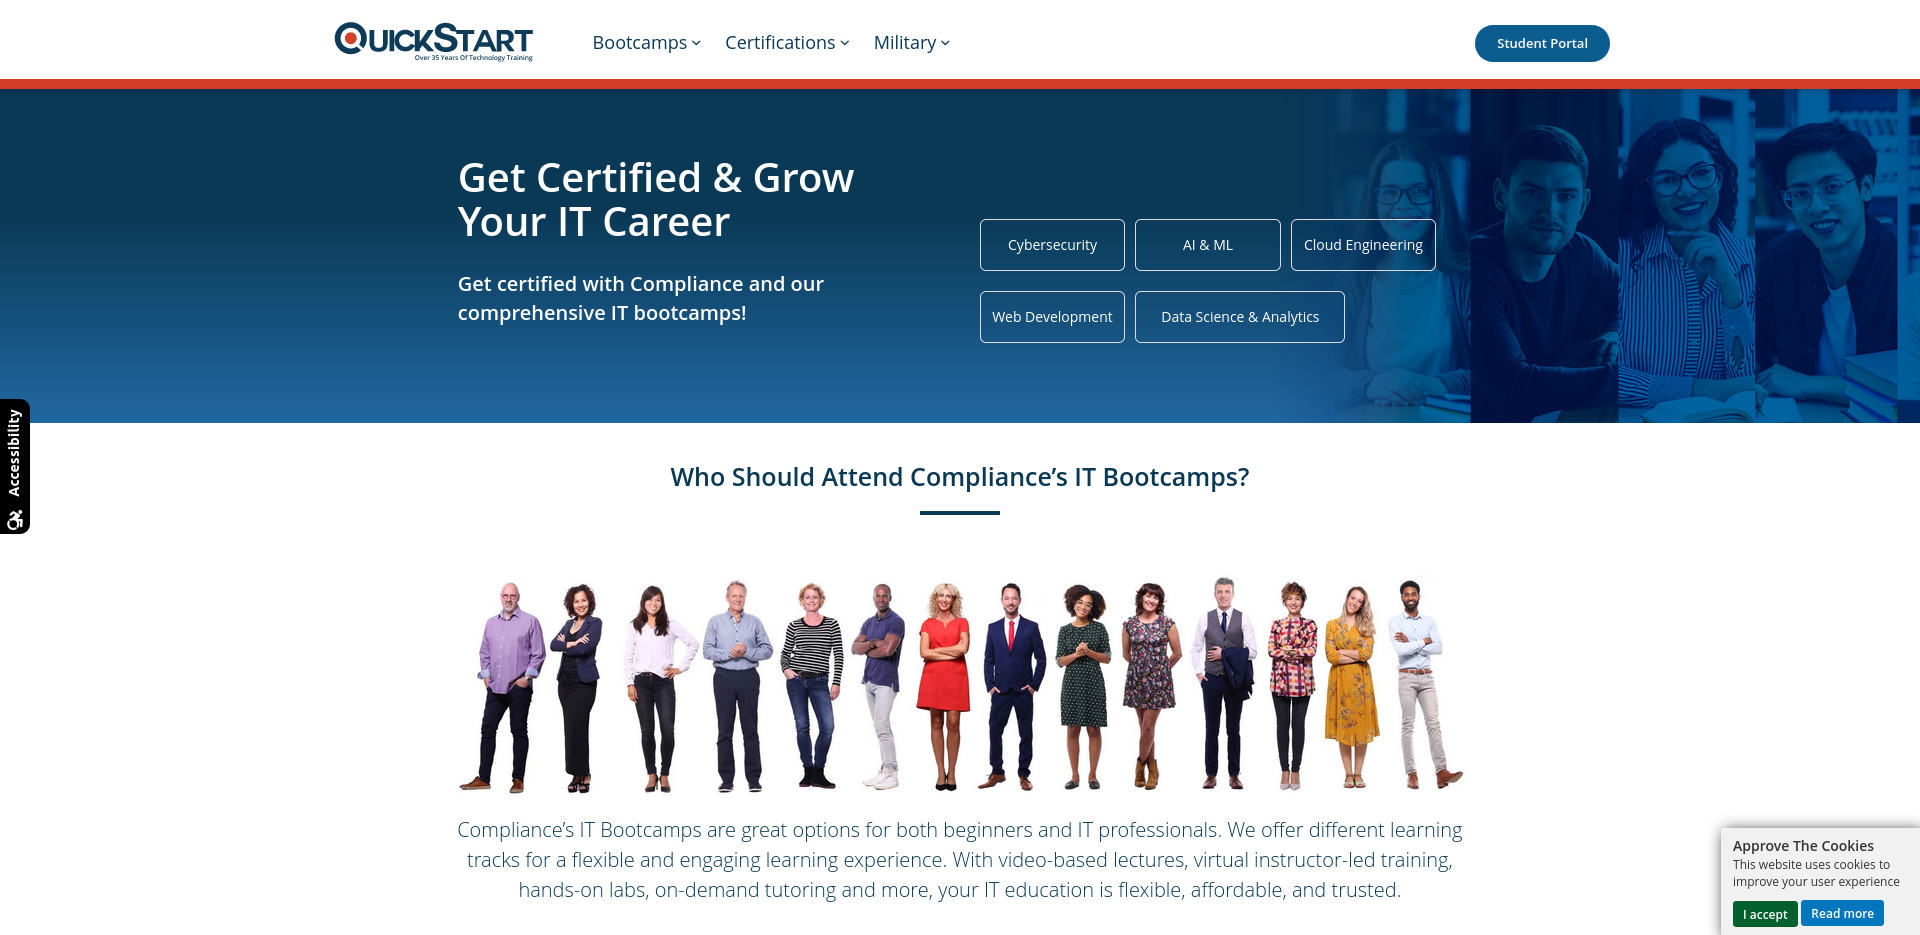 QUICKSTART
Over 35 Years Of Technology Training
Bootcamps
Certifications
Military
Student Portal
Get Certified & Grow
Your IT Career
Get certified with Compliance and our
comprehensive IT bootcamps!
Cybersecurity
AI & ML
Cloud Engineering
Web Development
Data Science & Analytics
Accessibility
Who Should Attend Compliance’s IT Bootcamps?
Compliance’s IT Bootcamps are great options for both beginners and IT professionals. We offer different learning
tracks for a flexible and engaging learning experience. With video-based lectures, virtual instructor-led training,
hands-on labs, on-demand tutoring and more, your IT education is flexible, affordable, and trusted.
Approve The Cookies
This website uses cookies to
improve your user experience
I accept
Read more